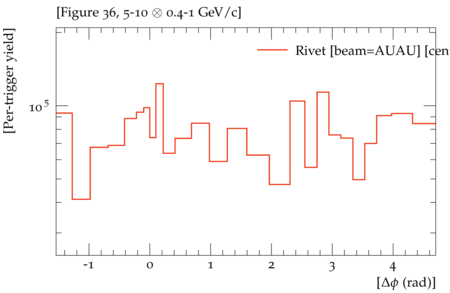 [Figure 36, 5-10 ⊗ 0.4-1 GeV/c]
Rivet [beam=AUAU] [cen
[Per-trigger yield]
10⁵
-1 0 1 2 3 4
[Δϕ (rad)]